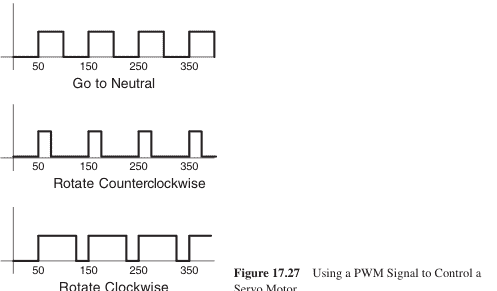 50 150 250 350
Go to Neutral
50 150 250 350
Rotate Counterclockwise
50 150 250 350
Rotate Clockwise
Figure 17.27 Using a PWM Signal to Control a
Servo Motor